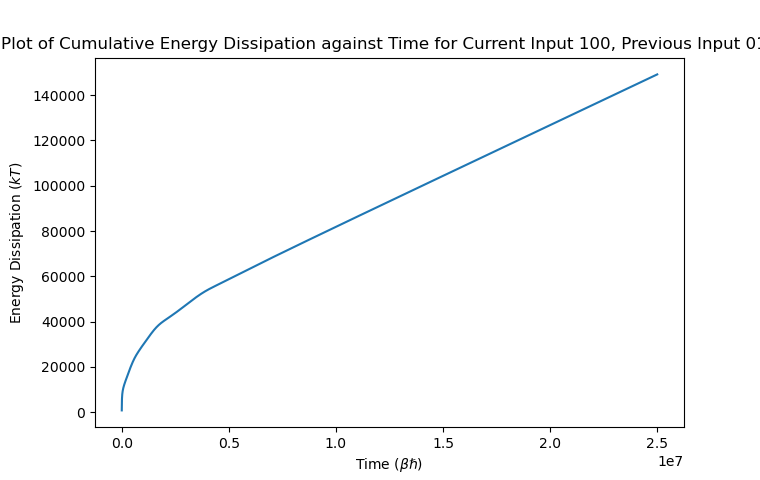 Plot of Cumulative Energy Dissipation against Time for Current Input 100, Previous Input 01
140000
120000
100000
80000
60000
40000
20000
0
Energy Dissipation (kT)
0.0 0.5 1.0 1.5 2.0 2.5
1e7
Time (βħ)